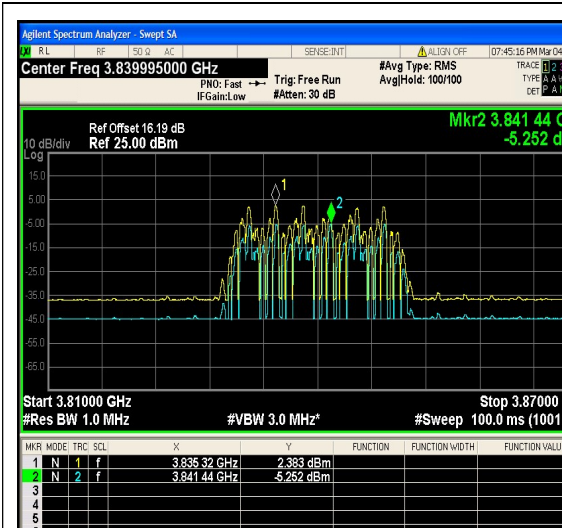 Agilent Spectrum Analyzer - Swept SA
RL RF 50 Ω AC SENSE:INT ALIGN OFF 07:45:16 PM Mar 04
Center Freq 3.839995000 GHz #Avg Type: RMS TRACE 1 2
PNO: Fast Trig: Free Run Avg|Hold: 100/100 TYPE A A
IFGain:Low #Atten: 30 dB DET P A
Mkr2 3.841 44
Ref Offset 16.19 dB
10 dB/div Ref 25.00 dBm -5.252 d
Log
15.0
5.00
-5.00
-15.0
-25.0
-35.0
-45.0
-55.0
-65.0
1
2
Start 3.81000 GHz Stop 3.87000
#Res BW 1.0 MHz #VBW 3.0 MHz* #Sweep 100.0 ms (1001
MKR MODE TRC SCL X Y FUNCTION FUNCTION WIDTH FUNCTION VALU
1 N 1 f 3.835 32 GHz 2.383 dBm
2 N 2 f 3.841 44 GHz -5.252 dBm
3
4
5